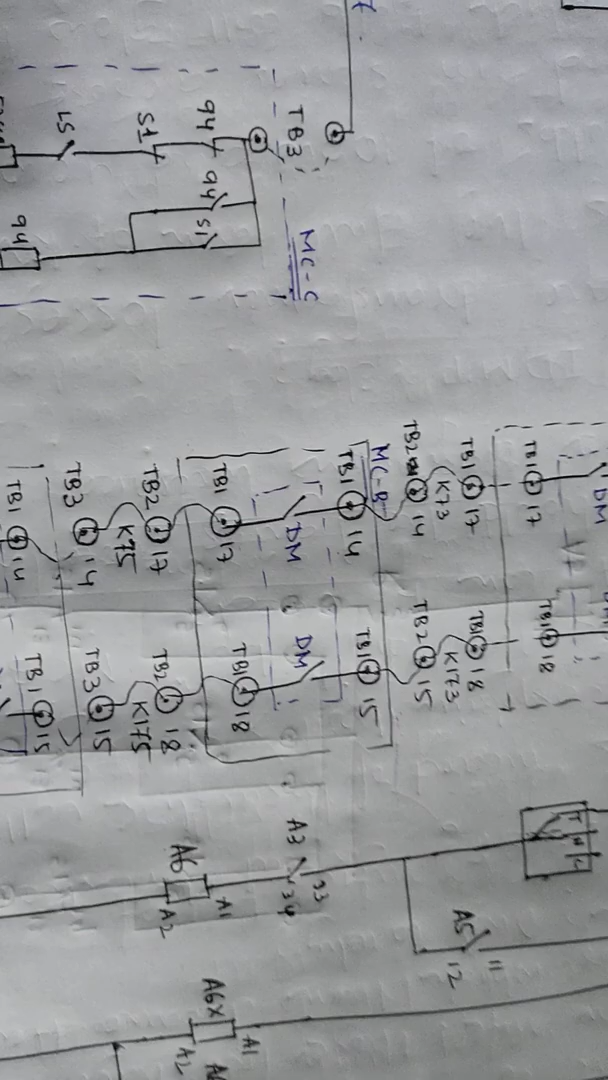 DM
TB1 17 TB1 18
TB1 17 TB1 18 11
K73 K73 A5 12
TB2 14 TB2 15
MC-B
TB1 14 TB1 15
MC-C
TB3 DM DM A3 33
34
TB1 17 TB1 18
94 94 S1
A6 A1 A6X A1
A2 A2
S1 TB2 17 TB2 18
K75 K175
LS TB3 14 TB3 15
94 TB1 14 TB1 15